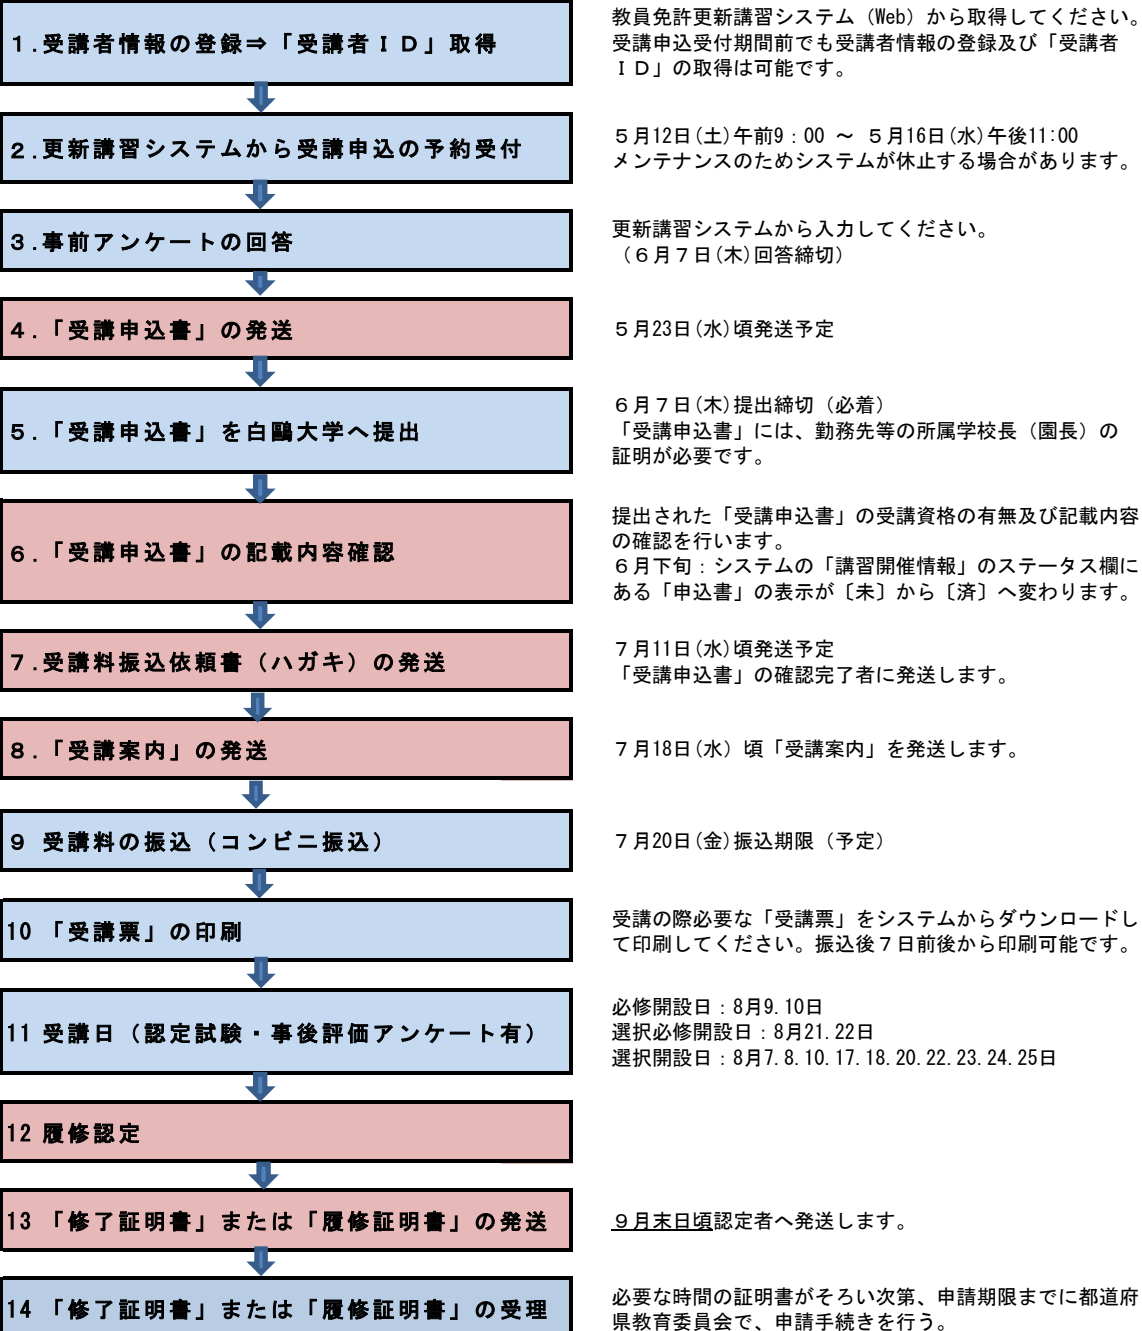 １.受講者情報の登録⇒「受講者ＩＤ」取得
教員免許更新講習システム（Web）から取得してください。
受講申込受付期間前でも受講者情報の登録及び「受講者
ＩＤ」の取得は可能です。
２.更新講習システムから受講申込の予約受付
５月12日(土)午前9：00 ～ ５月16日(水)午後11:00
メンテナンスのためシステムが休止する場合があります。
３.事前アンケートの回答
更新講習システムから入力してください。
（６月７日(木)回答締切）
４.「受講申込書」の発送
５月23日(水)頃発送予定
５.「受講申込書」を白鷗大学へ提出
６月７日(木)提出締切（必着）
「受講申込書」には、勤務先等の所属学校長（園長）の
証明が必要です。
６.「受講申込書」の記載内容確認
提出された「受講申込書」の受講資格の有無及び記載内容
の確認を行います。
６月下旬：システムの「講習開催情報」のステータス欄に
ある「申込書」の表示が〔未〕から〔済〕へ変わります。
７.受講料振込依頼書（ハガキ）の発送
７月11日(水)頃発送予定
「受講申込書」の確認完了者に発送します。
８.「受講案内」の発送
７月18日(水）頃「受講案内」を発送します。
９ 受講料の振込（コンビニ振込）
７月20日(金)振込期限（予定）
10 「受講票」の印刷
受講の際必要な「受講票」をシステムからダウンロードし
て印刷してください。振込後７日前後から印刷可能です。
11 受講日（認定試験・事後評価アンケート有）
必修開設日：8月9.10日
選択必修開設日：8月21.22日
選択開設日：8月7.8.10.17.18.20.22.23.24.25日
12 履修認定
13 「修了証明書」または「履修証明書」の発送
９月末日頃認定者へ発送します。
14 「修了証明書」または「履修証明書」の受理
必要な時間の証明書がそろい次第、申請期限までに都道府
県教育委員会で、申請手続きを行う。